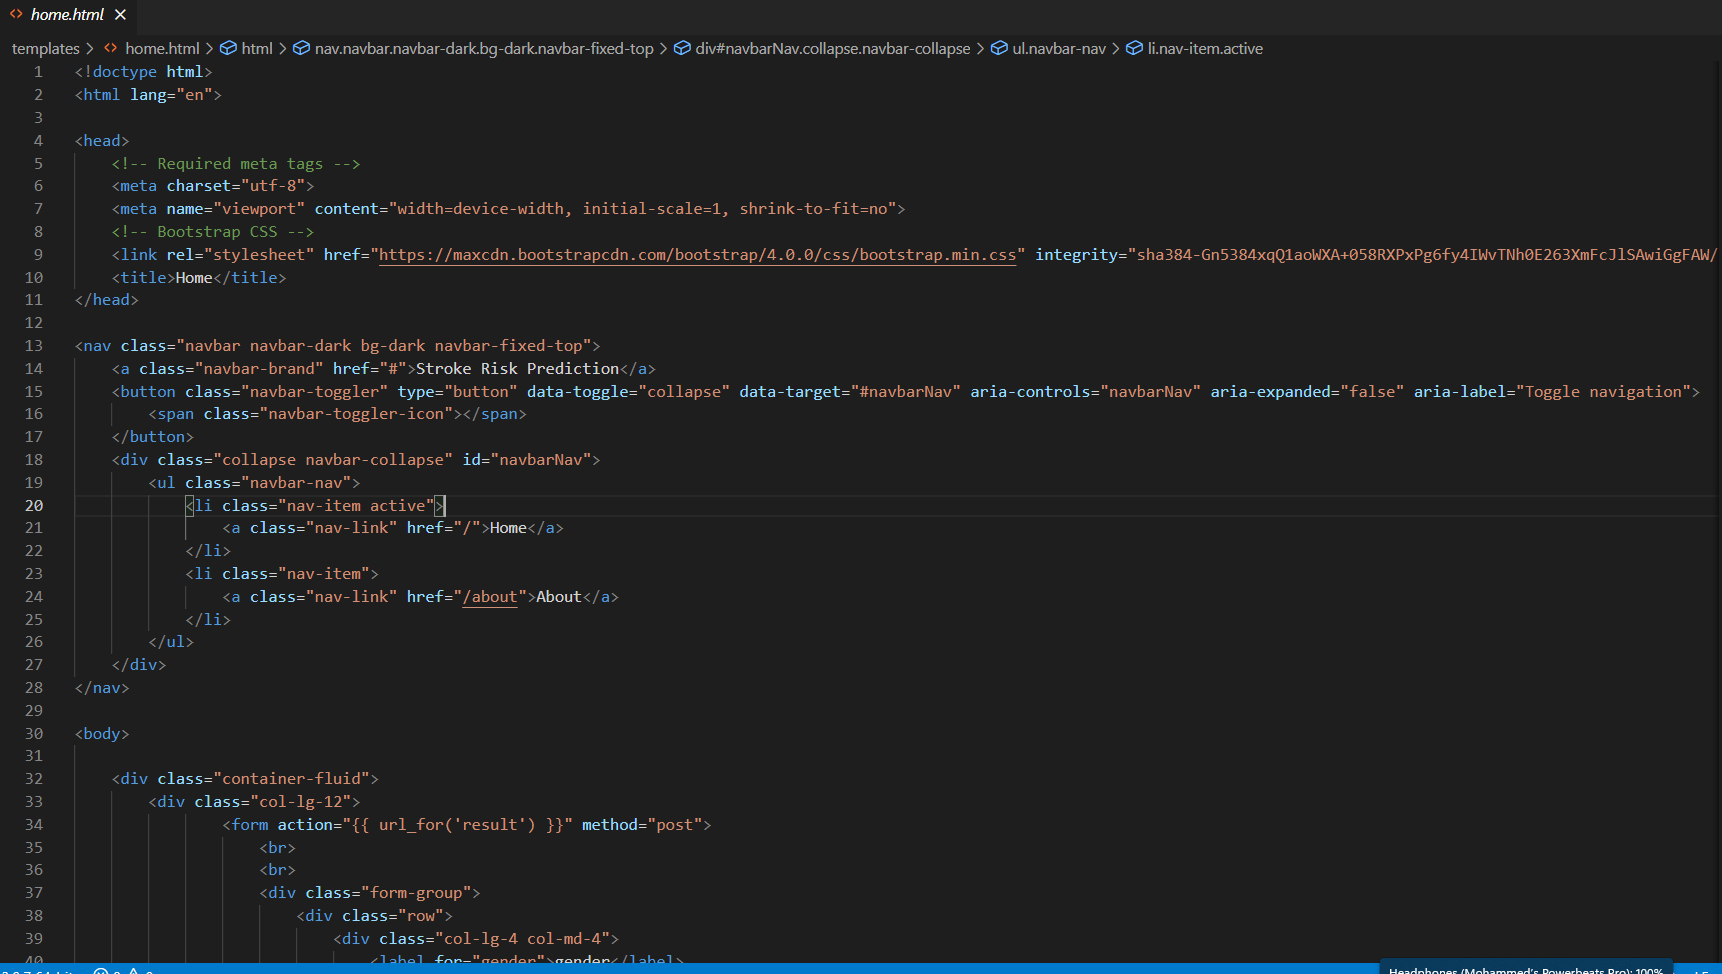 home.html
templates > home.html > html > nav.navbar.navbar-dark.bg-dark.navbar-fixed-top > div#navbarNav.collapse.navbar-collapse > ul.navbar-nav > li.nav-item.active
1 <!doctype html>
2 <html lang="en">
3
4 <head>
5 <!-- Required meta tags -->
6 <meta charset="utf-8">
7 <meta name="viewport" content="width=device-width, initial-scale=1, shrink-to-fit=no">
8 <!-- Bootstrap CSS -->
9 <link rel="stylesheet" href="https://maxcdn.bootstrapcdn.com/bootstrap/4.0.0/css/bootstrap.min.css" integrity="sha384-Gn5384xqQ1aoWXA+058RXPxPg6fy4IWvTNh0E263XmFcJlSAwiGgFAW/
10 <title>Home</title>
11 </head>
12
13 <nav class="navbar navbar-dark bg-dark navbar-fixed-top">
14 <a class="navbar-brand" href="#">Stroke Risk Prediction</a>
15 <button class="navbar-toggler" type="button" data-toggle="collapse" data-target="#navbarNav" aria-controls="navbarNav" aria-expanded="false" aria-label="Toggle navigation">
16 <span class="navbar-toggler-icon"></span>
17 </button>
18 <div class="collapse navbar-collapse" id="navbarNav">
19 <ul class="navbar-nav">
20 <li class="nav-item active">
21 <a class="nav-link" href="/">Home</a>
22 </li>
23 <li class="nav-item">
24 <a class="nav-link" href="/about">About</a>
25 </li>
26 </ul>
27 </div>
28 </nav>
29
30 <body>
31
32 <div class="container-fluid">
33 <div class="col-lg-12">
34 <form action="{{ url_for('result') }}" method="post">
35 <br>
36 <br>
37 <div class="form-group">
38 <div class="row">
39 <div class="col-lg-4 col-md-4">
40 <label for="gender">gender</label>
Headphones (Mohammed's Powerbeats Pro): 100%